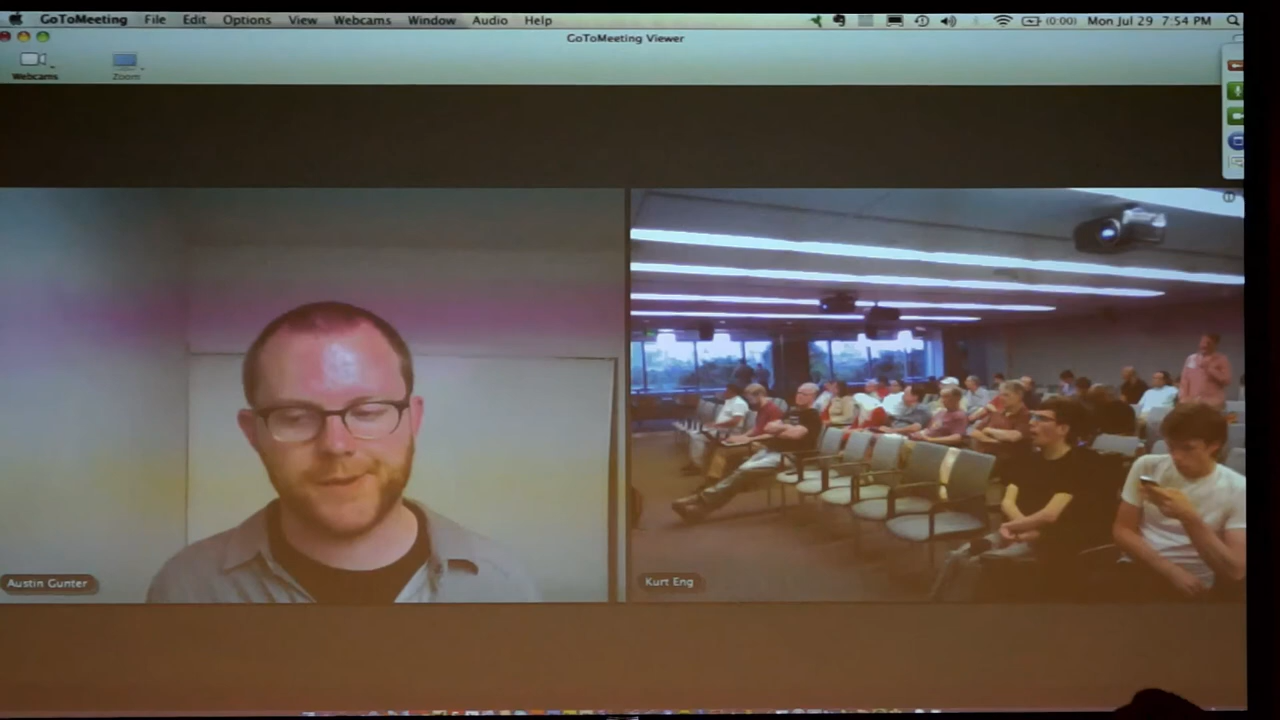 GoToMeeting File Edit Options View Webcams Window Audio Help (0:00) Mon Jul 29 7:54 PM
GoToMeeting Viewer
Webcams Zoom
Austin Gunter
Kurt Eng